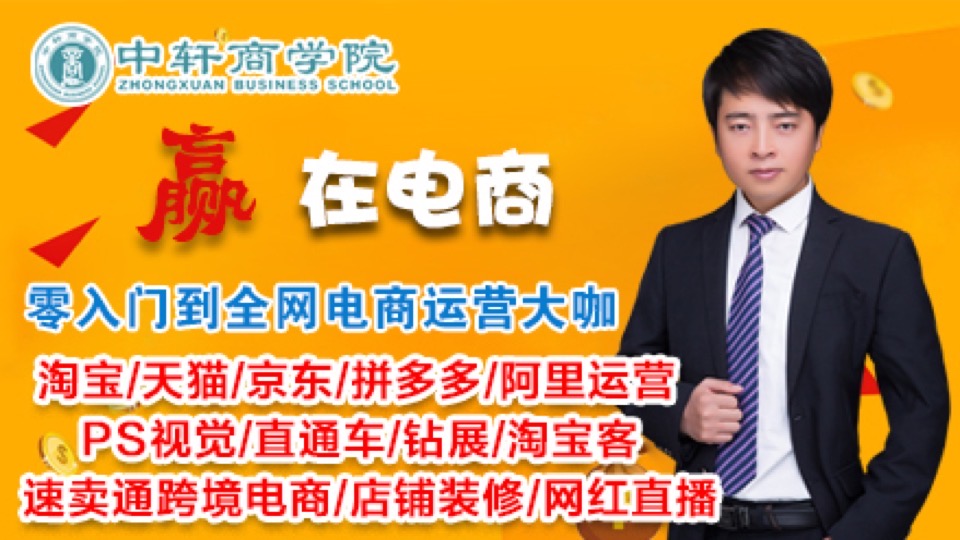 中轩商学院
ZHONGXUAN BUSINESS SCHOOL
赢在电商
零入门到全网电商运营大咖
淘宝/天猫/京东/拼多多/阿里运营
PS视觉/直通车/钻展/淘宝客
速卖通跨境电商/店铺装修/网红直播